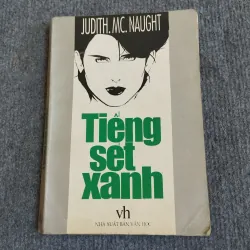 JUDITH. MC. NAUGHT
Tiếng
sét
xanh
vh
NHÀ XUẤT BẢN VĂN HỌC